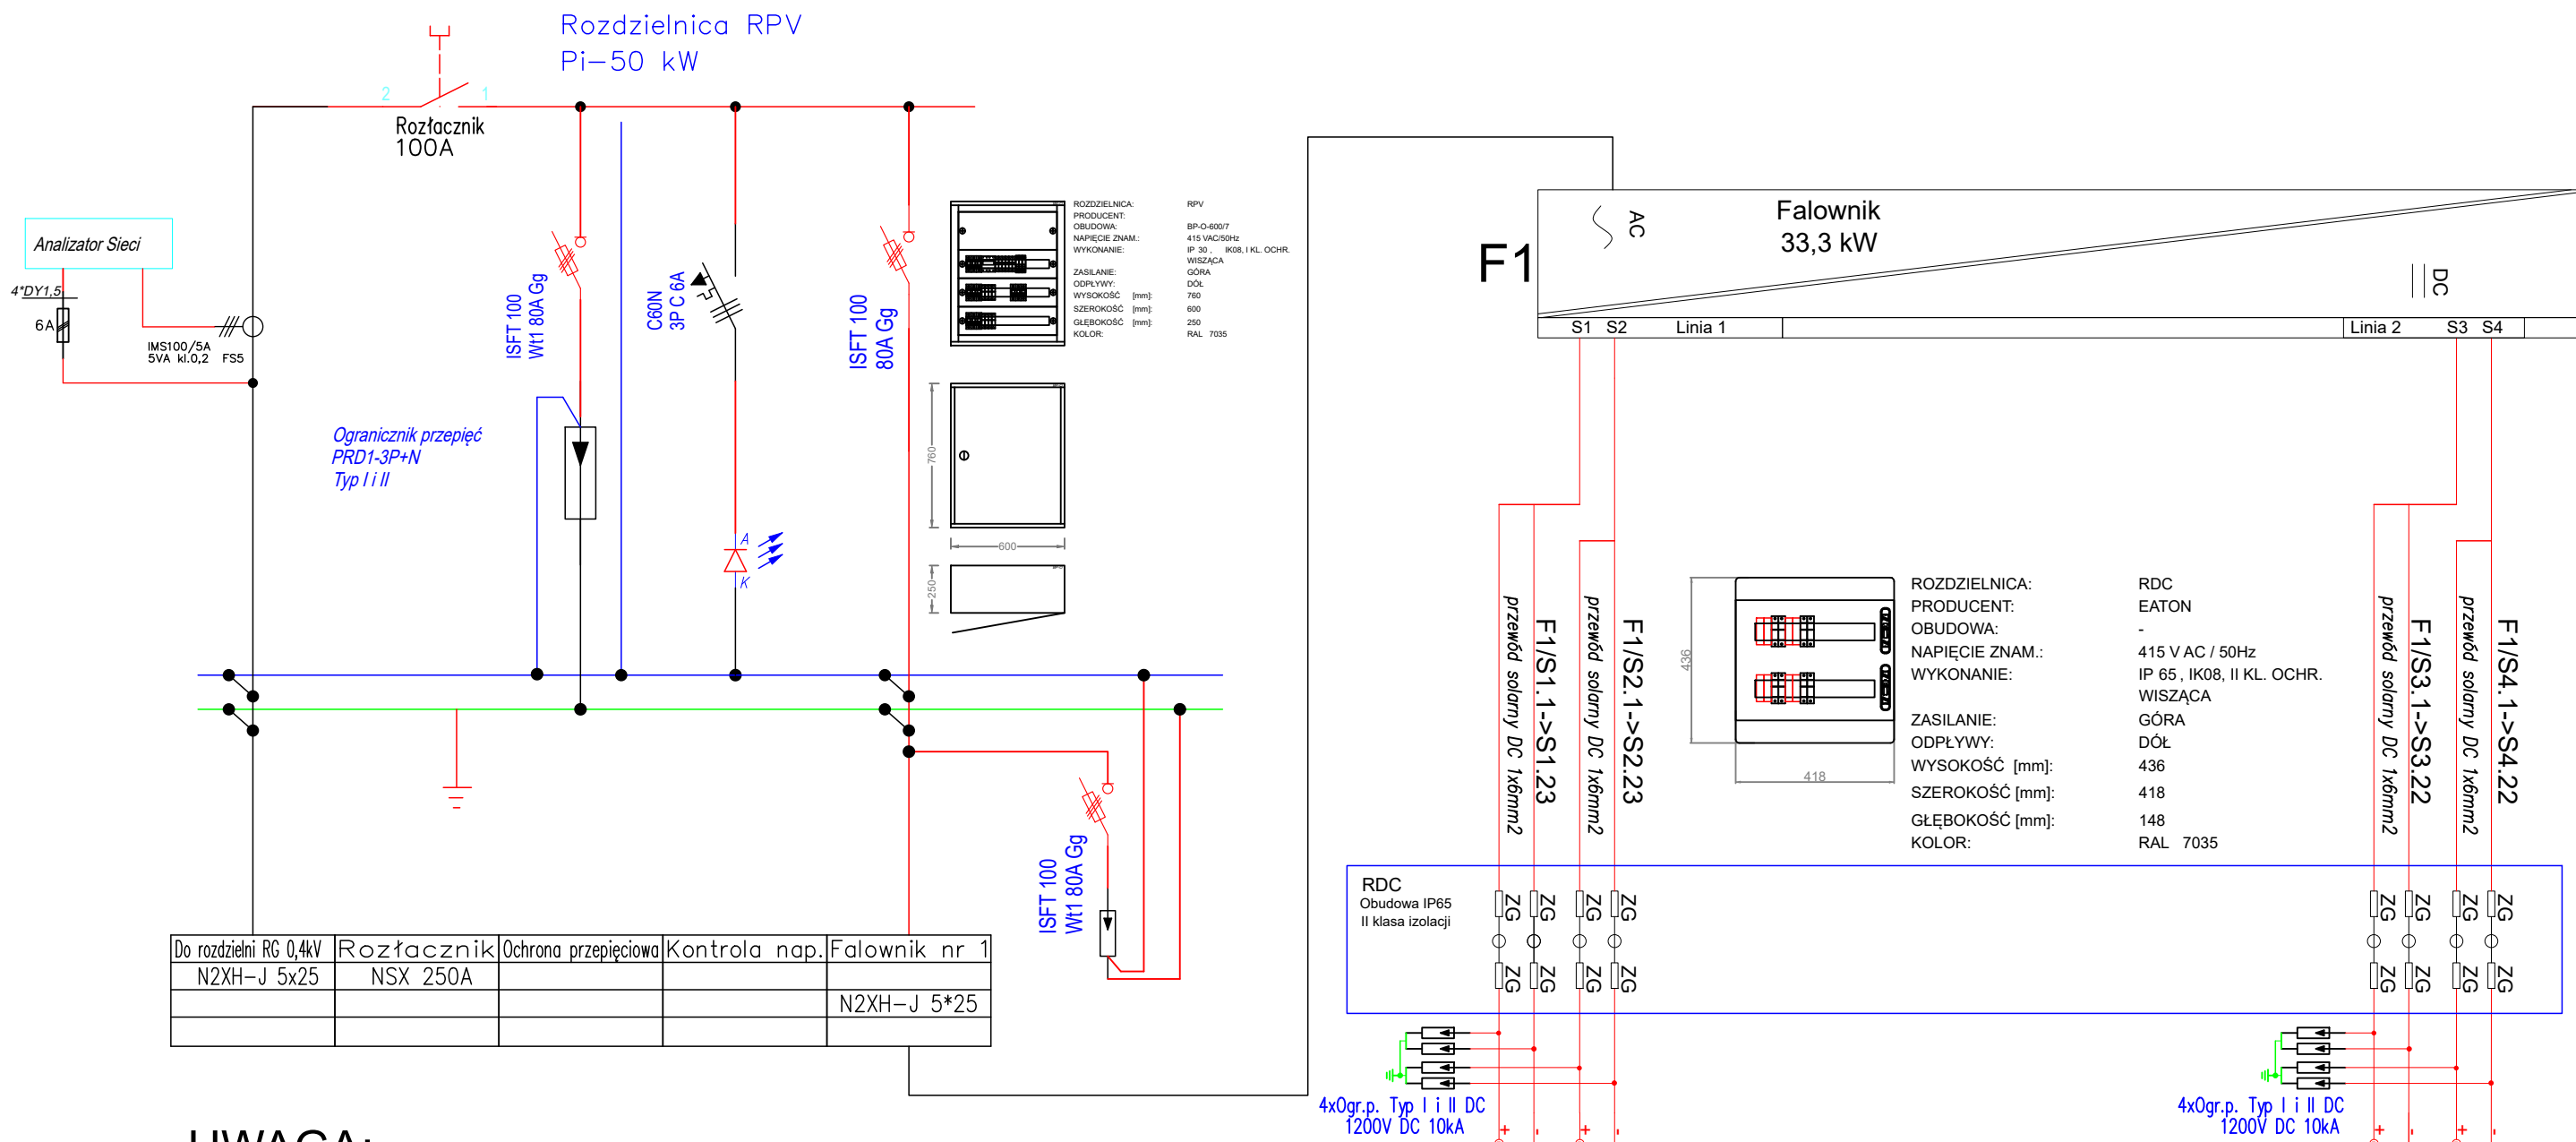 Rozdzielnica RPV
Pi-50 kW
2
1
Rozłacznik
100A
Analizator Sieci
4*DY1,5
6A
IMS100/5A
5VA kl.0,2 FS5
ISFT 100
Wt1 80A Gg
C60N
3P C 6A
ISFT 100
80A Gg
Ogranicznik przepięć
PRD1-3P+N
Typ I i II
A
K
ROZDZIELNICA: RPV
PRODUCENT:
OBUDOWA: BP-O-600/7
NAPIĘCIE ZNAM.: 415 VAC/50Hz
WYKONANIE: IP 30 , IK08, I KL. OCHR.
WISZĄCA
ZASILANIE: GÓRA
ODPŁYWY: DÓŁ
WYSOKOŚĆ [mm]: 760
SZEROKOŚĆ [mm]: 600
GŁĘBOKOŚĆ [mm]: 250
KOLOR: RAL 7035
760
600
250
ISFT 100
Wt1 80A Gg
Do rozdzielni RG 0,4kV Rozłacznik Ochrona przepięciowa Kontrola nap. Falownik nr 1
N2XH-J 5x25 NSX 250A
N2XH-J 5*25
UWAGA:
F1
AC
Falownik
33,3 kW
DC
S1 S2 Linia 1 Linia 2 S3 S4
przewód solarny DC 1x6mm2
F1/S1.1->S1.23
przewód solarny DC 1x6mm2
F1/S2.1->S2.23
436
418
ROZDZIELNICA: RDC
PRODUCENT: EATON
OBUDOWA: -
NAPIĘCIE ZNAM.: 415 V AC / 50Hz
WYKONANIE: IP 65 , IK08, II KL. OCHR.
WISZĄCA
ZASILANIE: GÓRA
ODPŁYWY: DÓŁ
WYSOKOŚĆ [mm]: 436
SZEROKOŚĆ [mm]: 418
GŁĘBOKOŚĆ [mm]: 148
KOLOR: RAL 7035
przewód solarny DC 1x6mm2
F1/S3.1->S3.22
przewód solarny DC 1x6mm2
F1/S4.1->S4.22
RDC
Obudowa IP65
II klasa izolacji
ZG ZG ZG ZG ZG ZG ZG ZG
ZG ZG ZG ZG ZG ZG ZG ZG
4xOgr.p. Typ I i II DC
1200V DC 10kA
+ - + -
4xOgr.p. Typ I i II DC
1200V DC 10kA
+ - + -